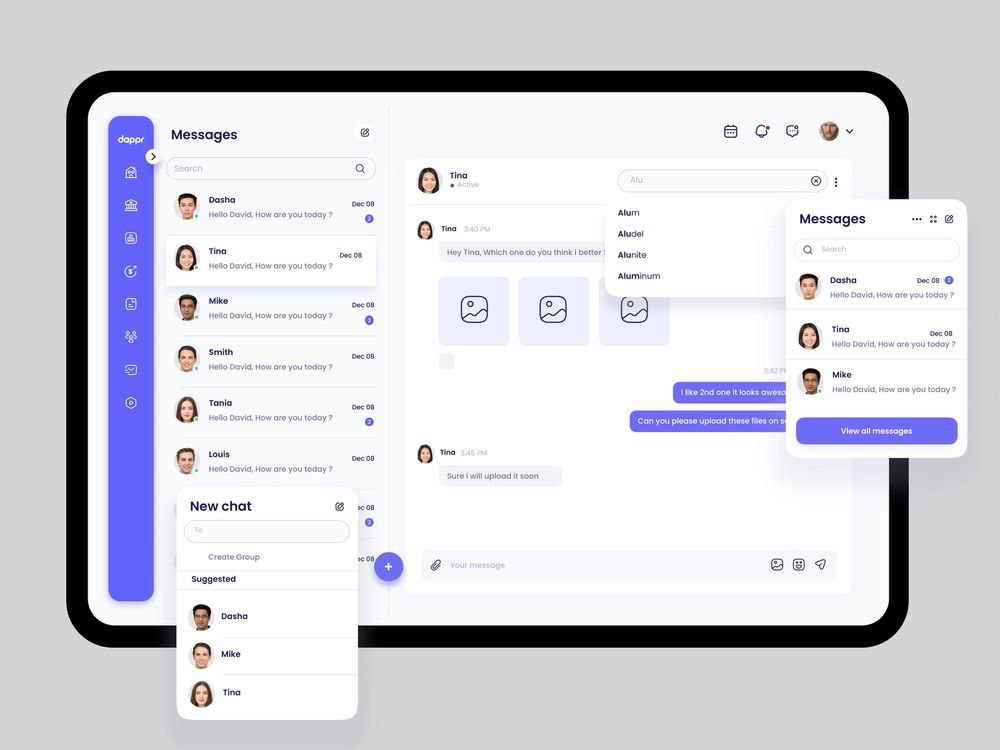 dappr
Messages
Search
Dasha
Dec 08
Hello David, How are you today ?
2
Tina
Dec 08
Hello David, How are you today ?
Mike
Dec 08
Hello David, How are you today ?
2
Smith
Dec 08
Hello David, How are you today ?
Tania
Dec 08
Hello David, How are you today ?
2
Louis
Dec 08
Hello David, How are you today ?
08
2
ec 08
New chat
To
Create Group
Suggested
Dasha
Mike
Tina
+
Tina
Active
Alu
Alum
Aludel
Alunite
Aluminum
Tina 3:40 PM
Hey Tina, Which one do you think i better
3:42
I like 2nd one it looks
Can you please upload these files on
Tina 3:45 PM
Sure i will upload it soon
Your message
Messages
Search
Dasha
Dec 08 2
Hello David, How are you today ?
Tina
Dec 08
Hello David, How are you today ?
Mike
Hello David, How are you today ?
View all messages